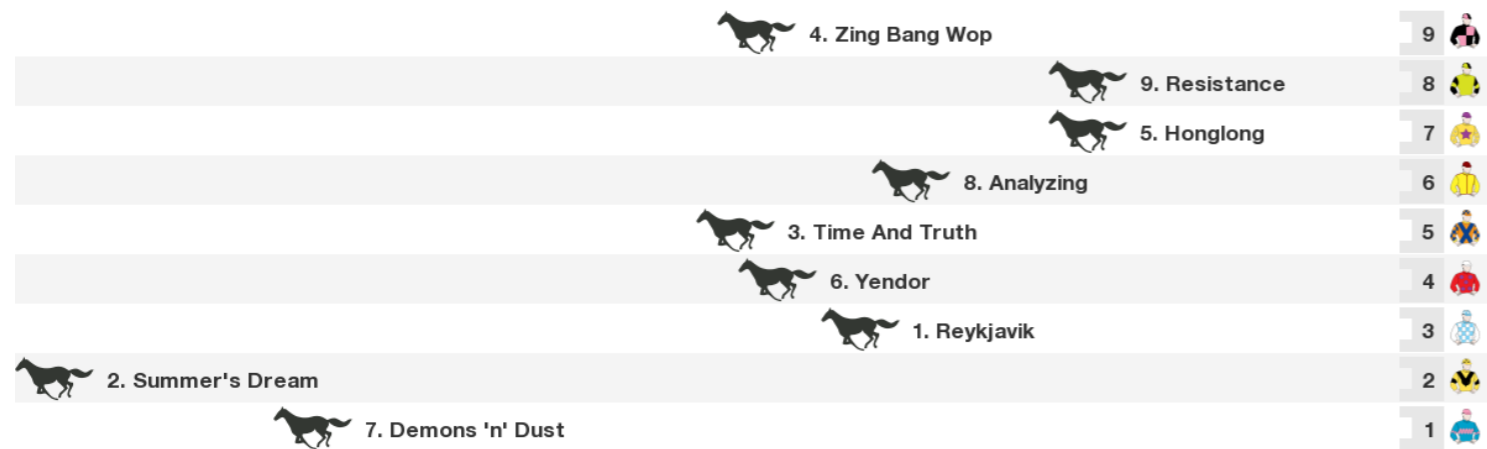 4. Zing Bang Wop 9
9. Resistance 8
5. Honglong 7
8. Analyzing 6
3. Time And Truth 5
6. Yendor 4
1. Reykjavik 3
2. Summer's Dream 2
7. Demons 'n' Dust 1